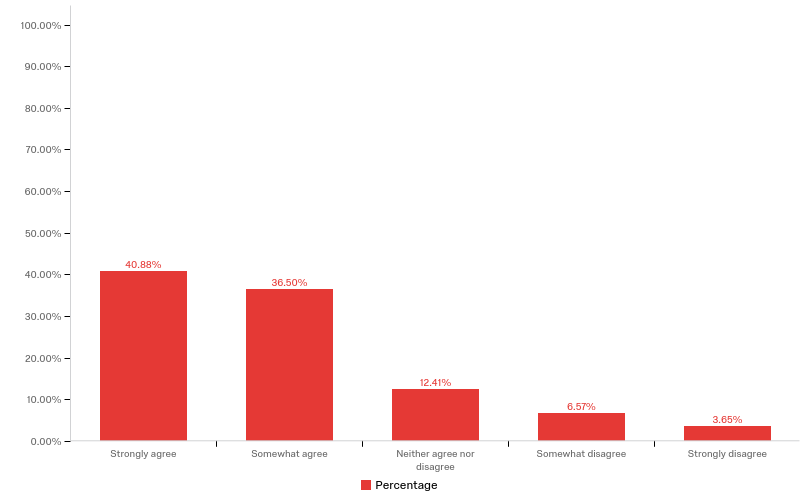 100.00%
90.00%
80.00%
70.00%
60.00%
50.00%
40.00%
30.00%
20.00%
10.00%
0.00%
40.88%
36.50%
12.41%
6.57%
3.65%
Strongly agree
Somewhat agree
Neither agree nor
disagree
Somewhat disagree
Strongly disagree
Percentage